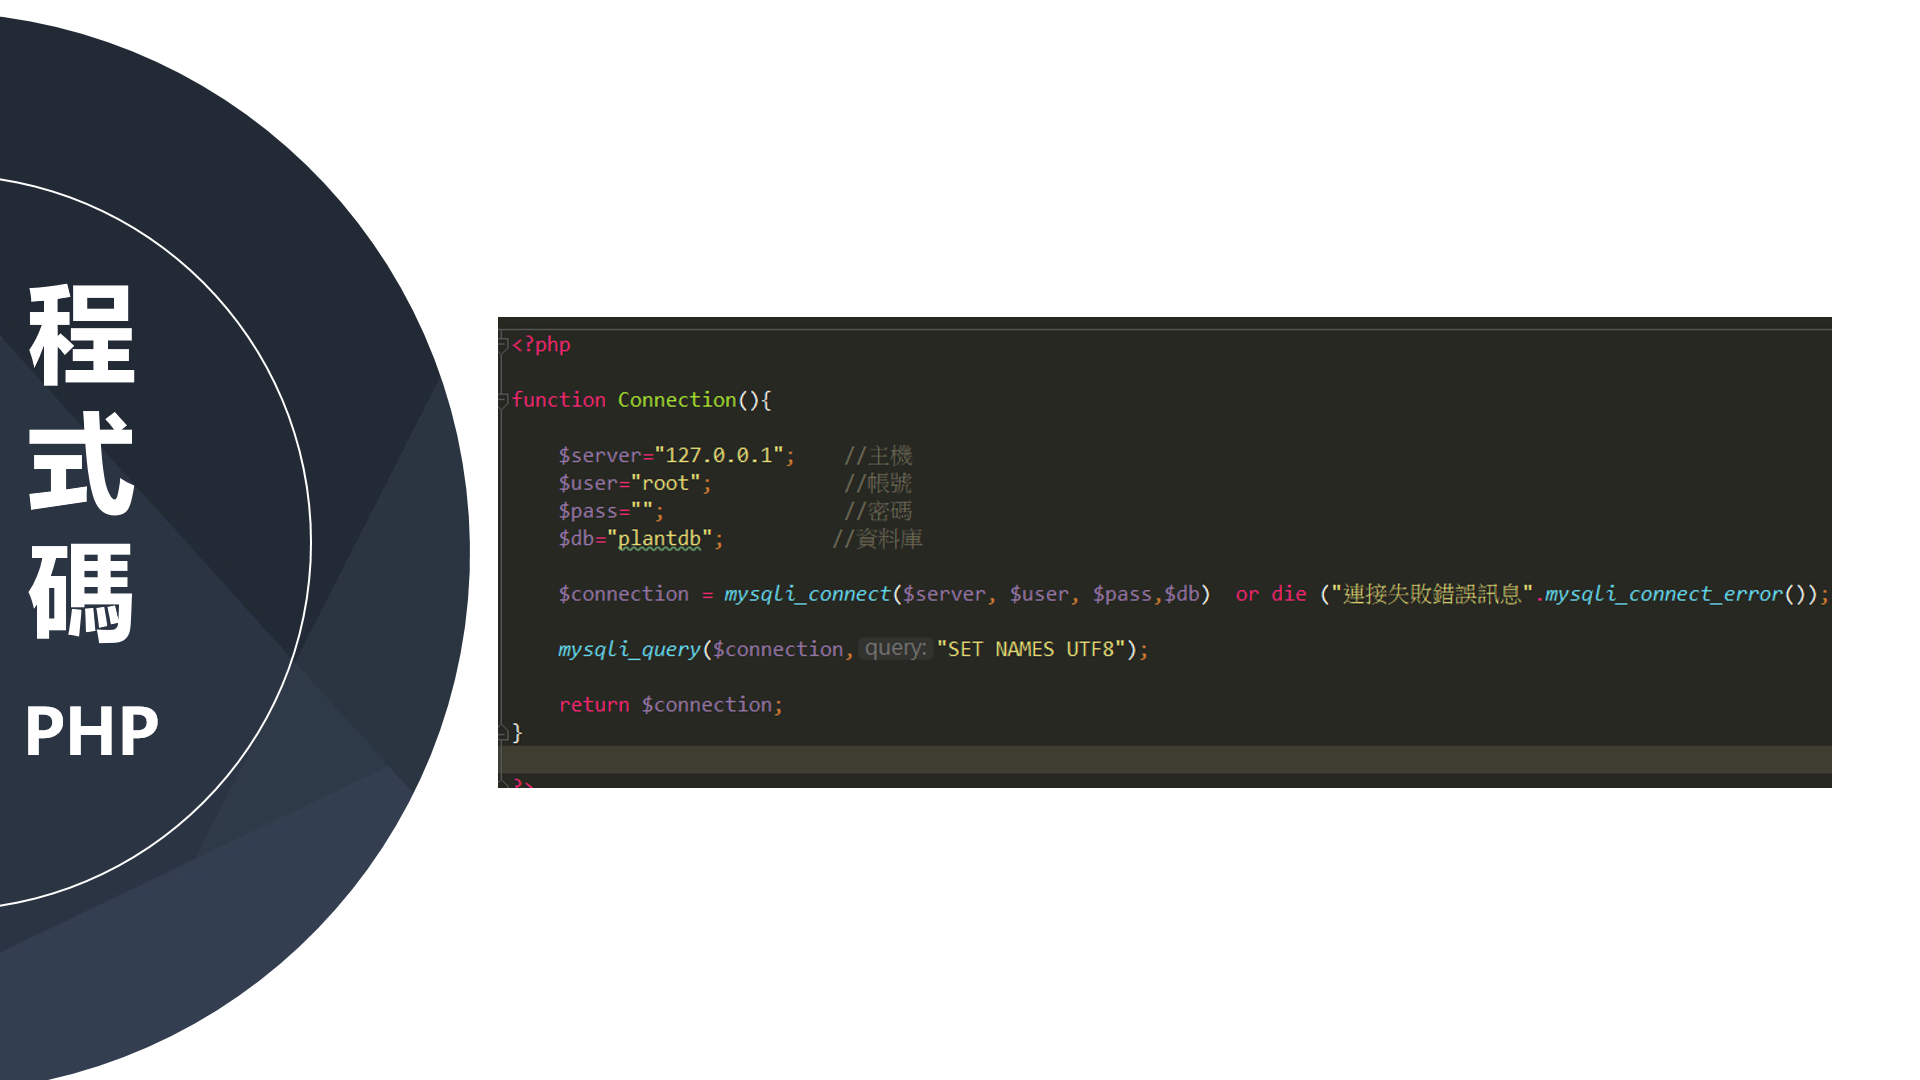 程
式
碼
PHP
<?php
function Connection(){
$server="127.0.0.1"; //主機
$user="root"; //帳號
$pass=""; //密碼
$db="plantdb"; //資料庫
$connection = mysqli_connect($server, $user, $pass,$db) or die ("連接失敗錯誤訊息".mysqli_connect_error());
mysqli_query($connection, query: "SET NAMES UTF8");
return $connection;
}
?>